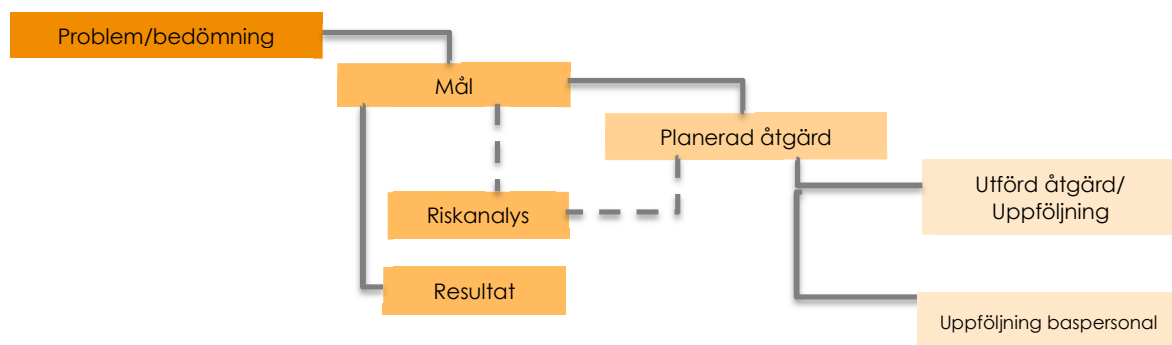 Problem/bedömning
Mål
Planerad åtgärd
Utförd åtgärd/
Uppföljning
Riskanalys
Resultat
Uppföljning baspersonal